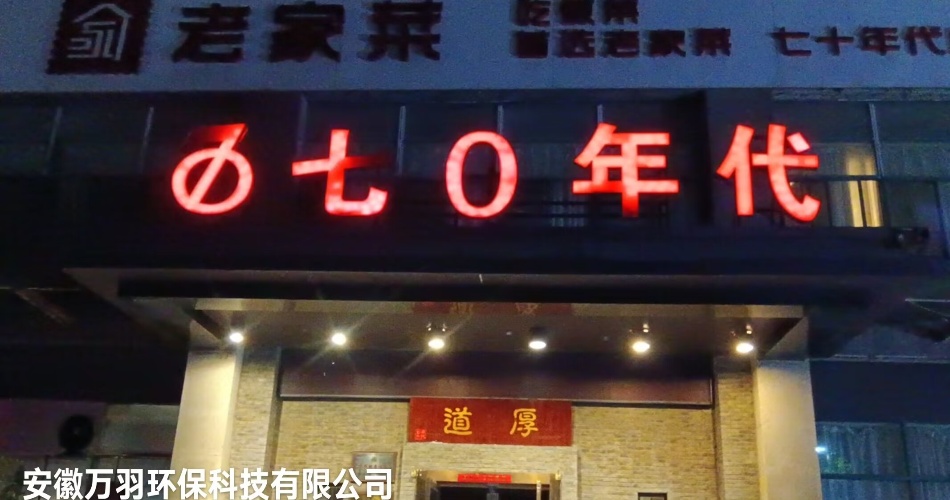 老家菜
吃徽菜
首选老家菜 七十年代
七0年代
道厚
安徽万羽环保科技有限公司